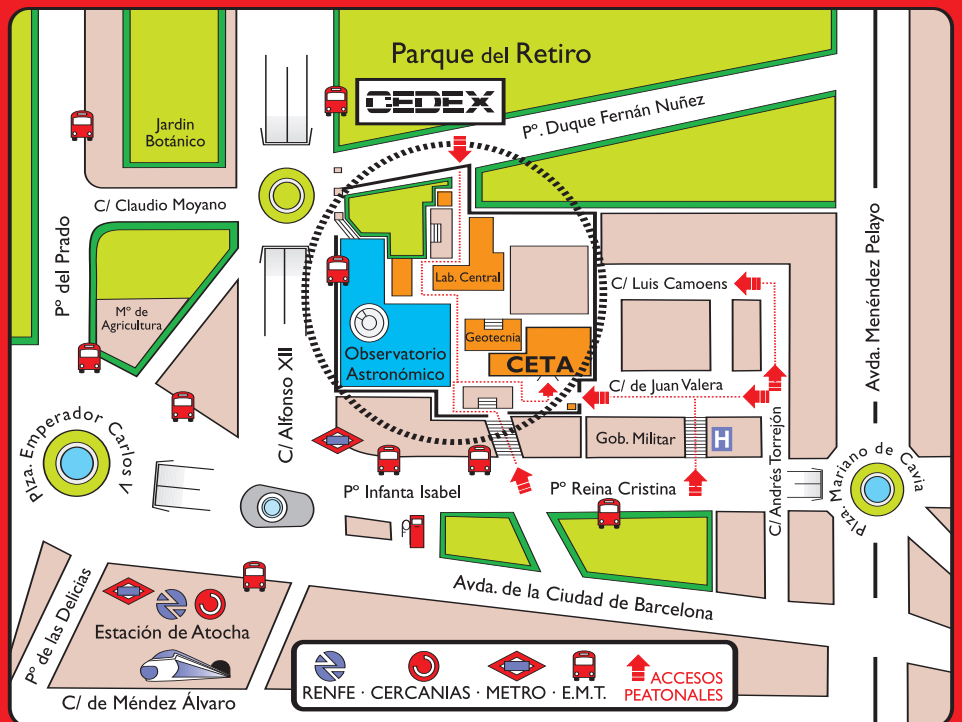 Parque del Retiro
CEDEX
Pº. Duque Fernán Nuñez
Jardin
Botánico
C/ Claudio Moyano
Pº del Prado
Mº de
Agricultura
C/ Alfonso XII
Lab. Central
Geotecnia
CETA
Observatorio
Astronómico
C/ Luis Camoens
C/ de Juan Valera
Avda. Menéndez Pelayo
Gob. Militar
H
C/ Andrés Torrejón
Plza. Mariano de Cavia
Plza. Emperador Carlos V
Pº Infanta Isabel
Pº Reina Cristina
P
Avda. de la Ciudad de Barcelona
Pº de las Delicias
Estación de Atocha
C/ de Méndez Álvaro
RENFE · CERCANIAS · METRO · E.M.T.
ACCESOS
PEATONALES